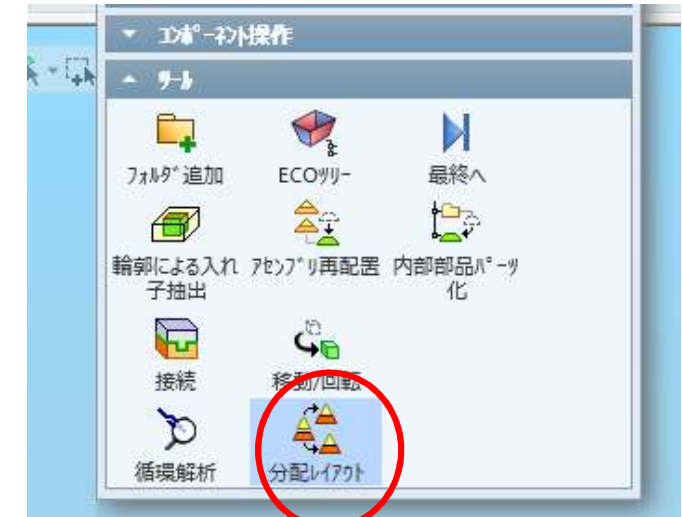 ｺﾝﾎﾟｰﾈﾝﾄ操作
ﾂｰﾙ
ﾌｫﾙﾀﾞ追加 ECOﾂﾘｰ 最終へ
輪郭による入れ ｱｾﾝﾌﾞﾘ再配置 内部部品ﾊﾟｰﾂ
子抽出 化
接続 移動/回転
循環解析 分配ﾚｲｱｳﾄ